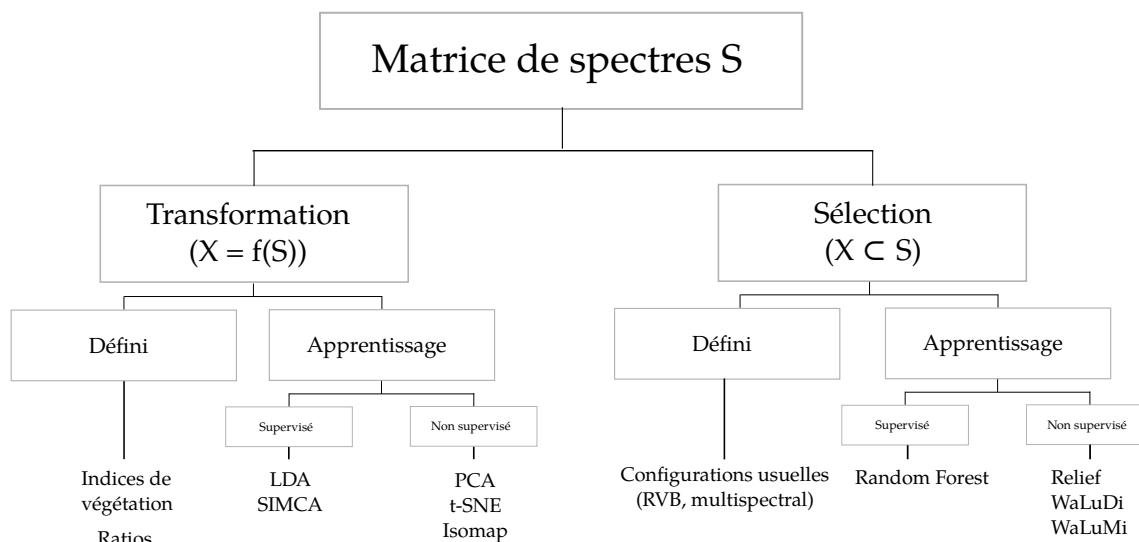 Matrice de spectres S
Transformation
(X = f(S))
Sélection
(X ⊂ S)
Défini
Apprentissage
Défini
Apprentissage
Supervisé
Non supervisé
Supervisé
Non supervisé
Indices de
végétation
Ratios
LDA
SIMCA
PCA
t-SNE
Isomap
Configurations usuelles
(RVB, multispectral)
Random Forest
Relief
WaLuDi
WaLuMi